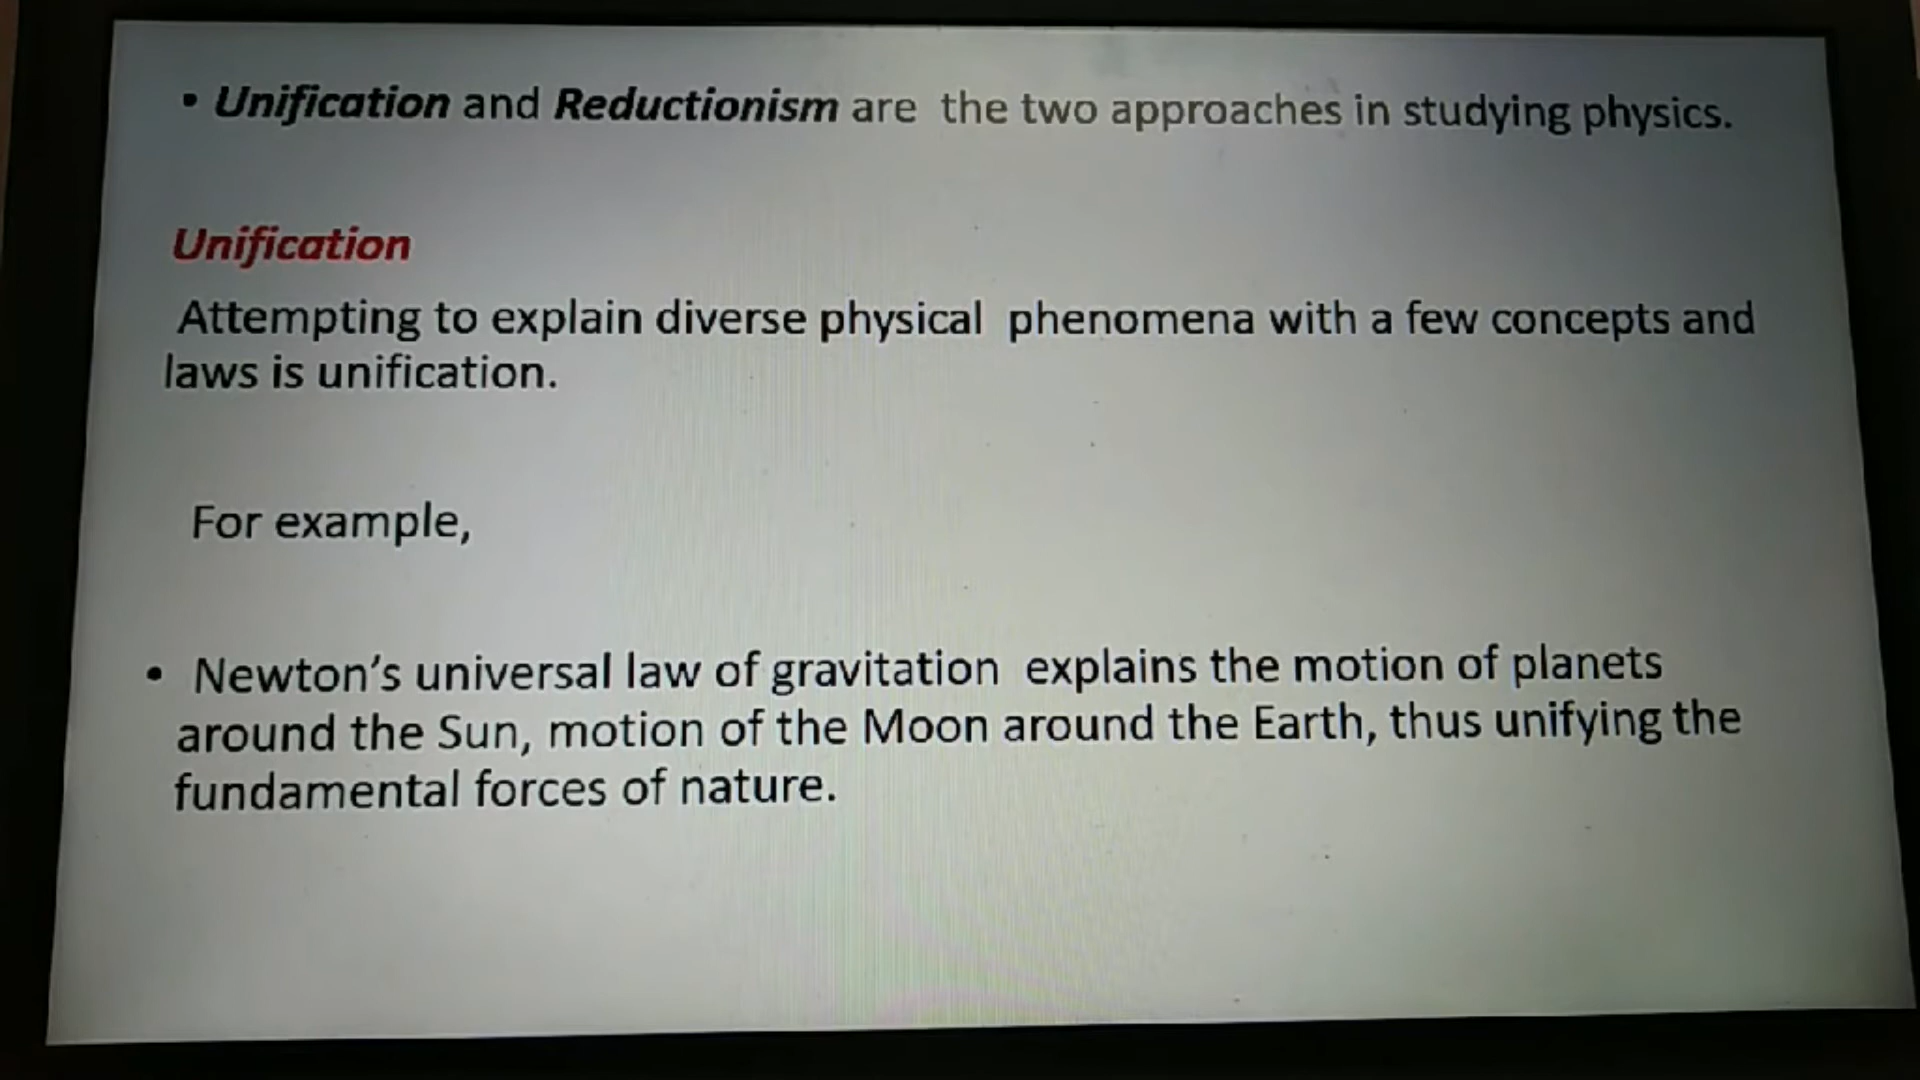 • Unification and Reductionism are the two approaches in studying physics.
Unification
Attempting to explain diverse physical phenomena with a few concepts and
laws is unification.
For example,
• Newton’s universal law of gravitation explains the motion of planets
around the Sun, motion of the Moon around the Earth, thus unifying the
fundamental forces of nature.